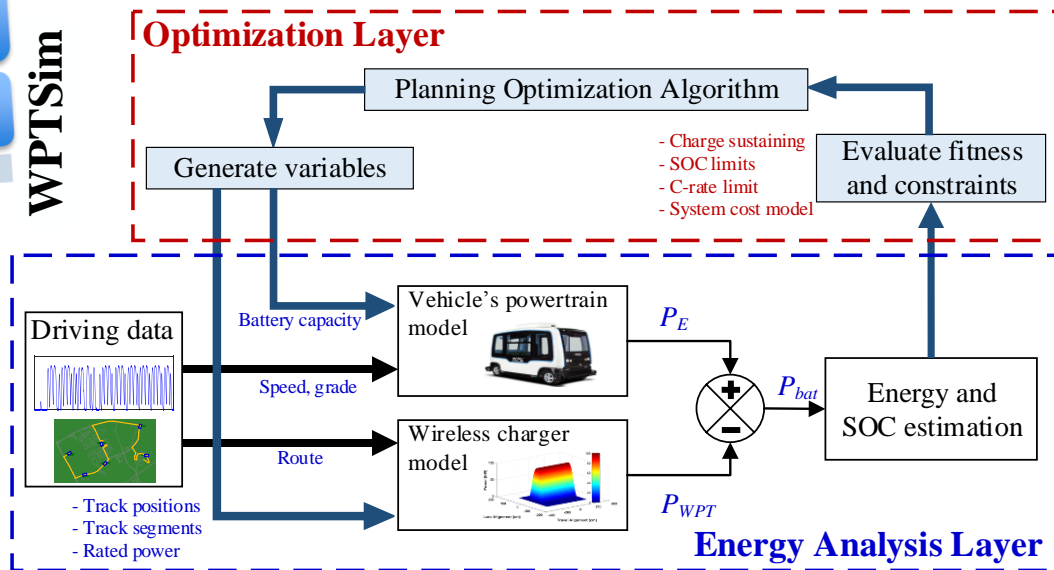 WPTSim
Optimization Layer
Planning Optimization Algorithm
Generate variables
- Charge sustaining
- SOC limits
- C-rate limit
- System cost model
Evaluate fitness
and constraints
Driving data
Battery capacity
Speed, grade
Route
- Track positions
- Track segments
- Rated power
Vehicle's powertrain
model
Wireless charger
model
P_E
P_WPT
+
−
P_bat
Energy and
SOC estimation
Energy Analysis Layer